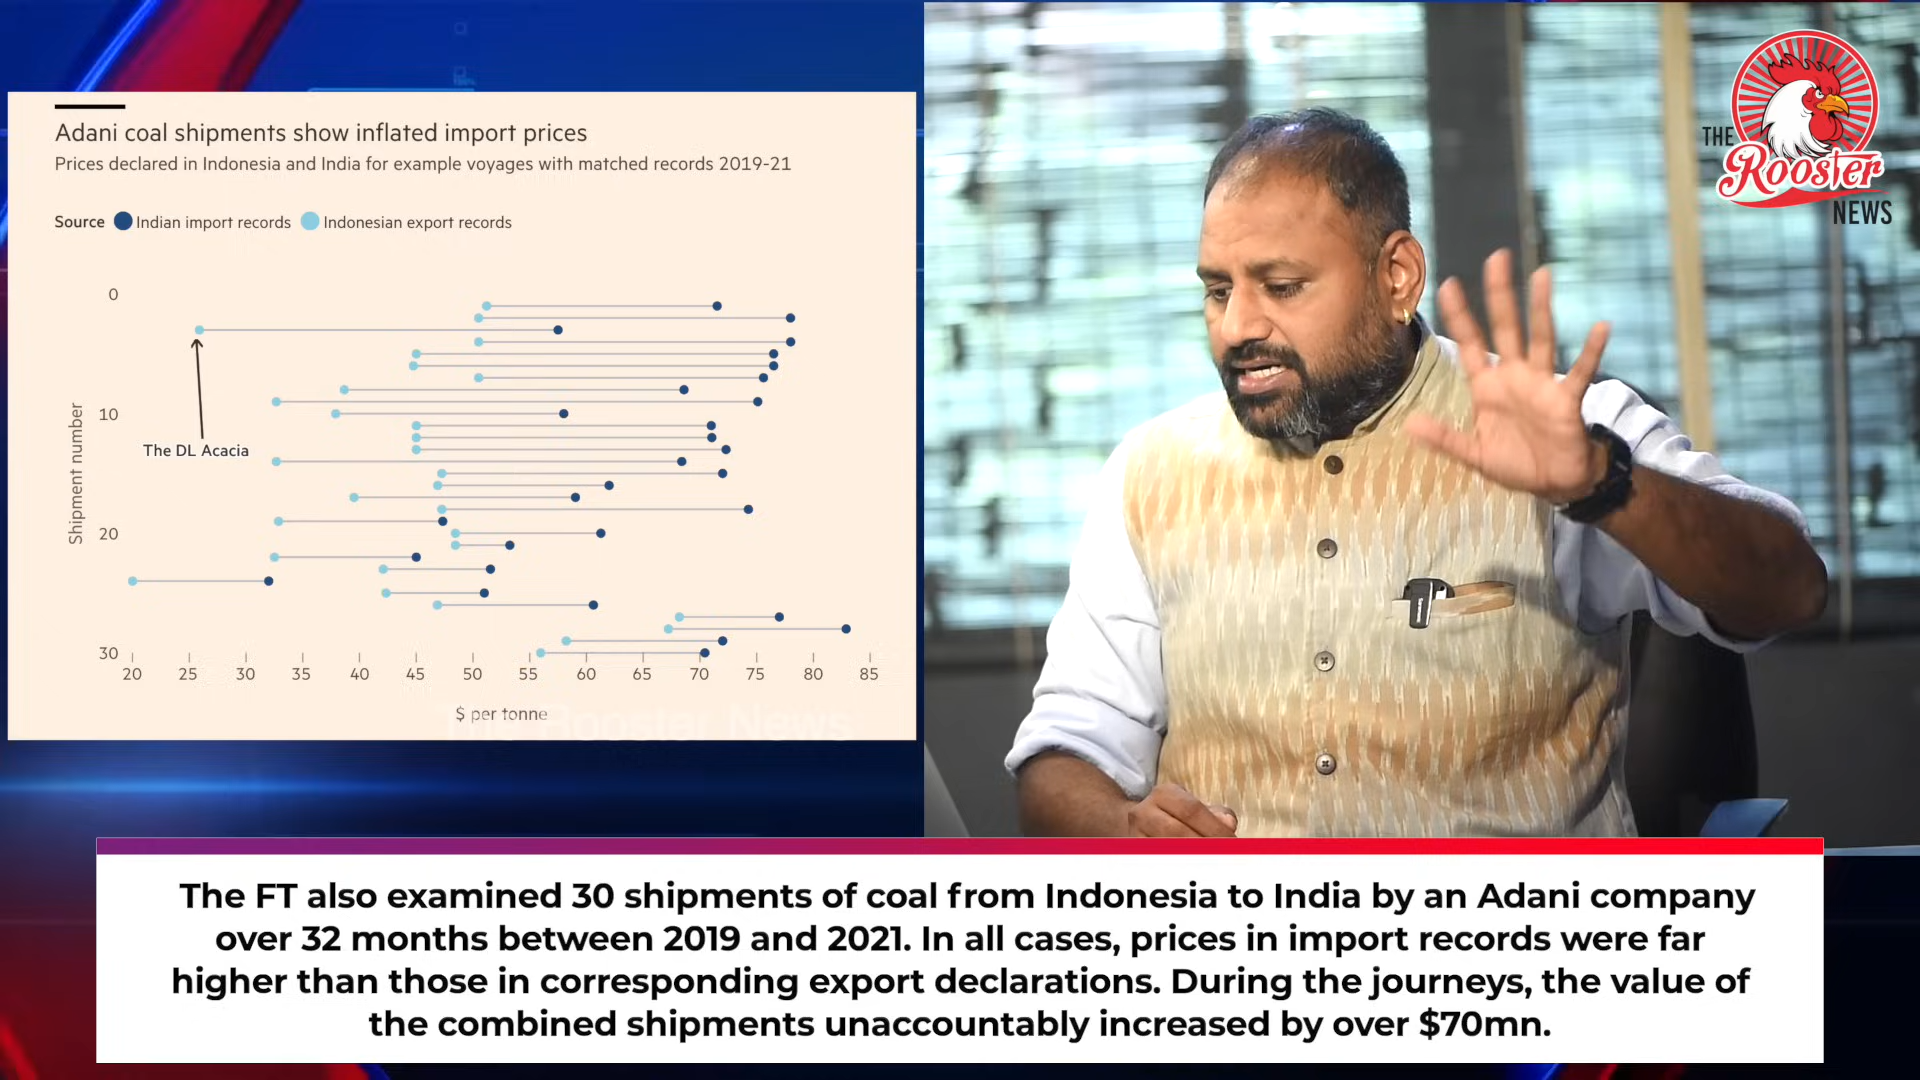 Adani coal shipments show inflated import prices
Prices declared in Indonesia and India for example voyages with matched records 2019-21
Source Indian import records Indonesian export records
0
10
20
30
Shipment number
The DL Acacia
20 25 30 35 40 45 50 55 60 65 70 75 80 85
$ per tonne
The Rooster News
THE
Rooster
NEWS
The FT also examined 30 shipments of coal from Indonesia to India by an Adani company
over 32 months between 2019 and 2021. In all cases, prices in import records were far
higher than those in corresponding export declarations. During the journeys, the value of
the combined shipments unaccountably increased by over $70mn.